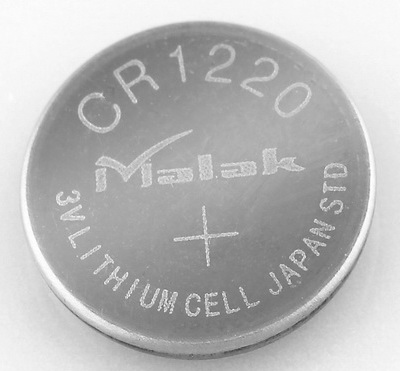 CR1220
Malak
+
3V LITHIUM CELL JAPAN STD